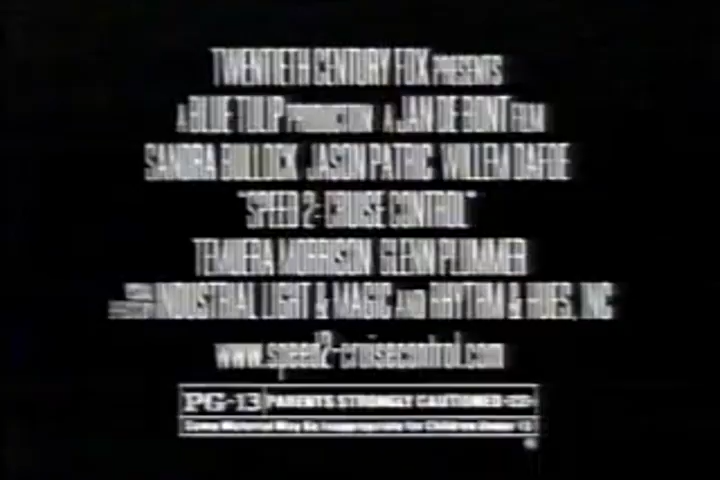 TWENTIETH CENTURY FOX PRESENTS
A BLUE TULIP PRODUCTION A JAN DE BONT FILM
SANDRA BULLOCK JASON PATRIC WILLEM DAFOE
"SPEED 2: CRUISE CONTROL"
TEMUERA MORRISON GLENN PLUMMER
INDUSTRIAL LIGHT & MAGIC AND RHYTHM & HUES, INC
www.speed2-cruisecontrol.com
PG-13 PARENTS STRONGLY CAUTIONED
Some Material May Be Inappropriate for Children Under 13